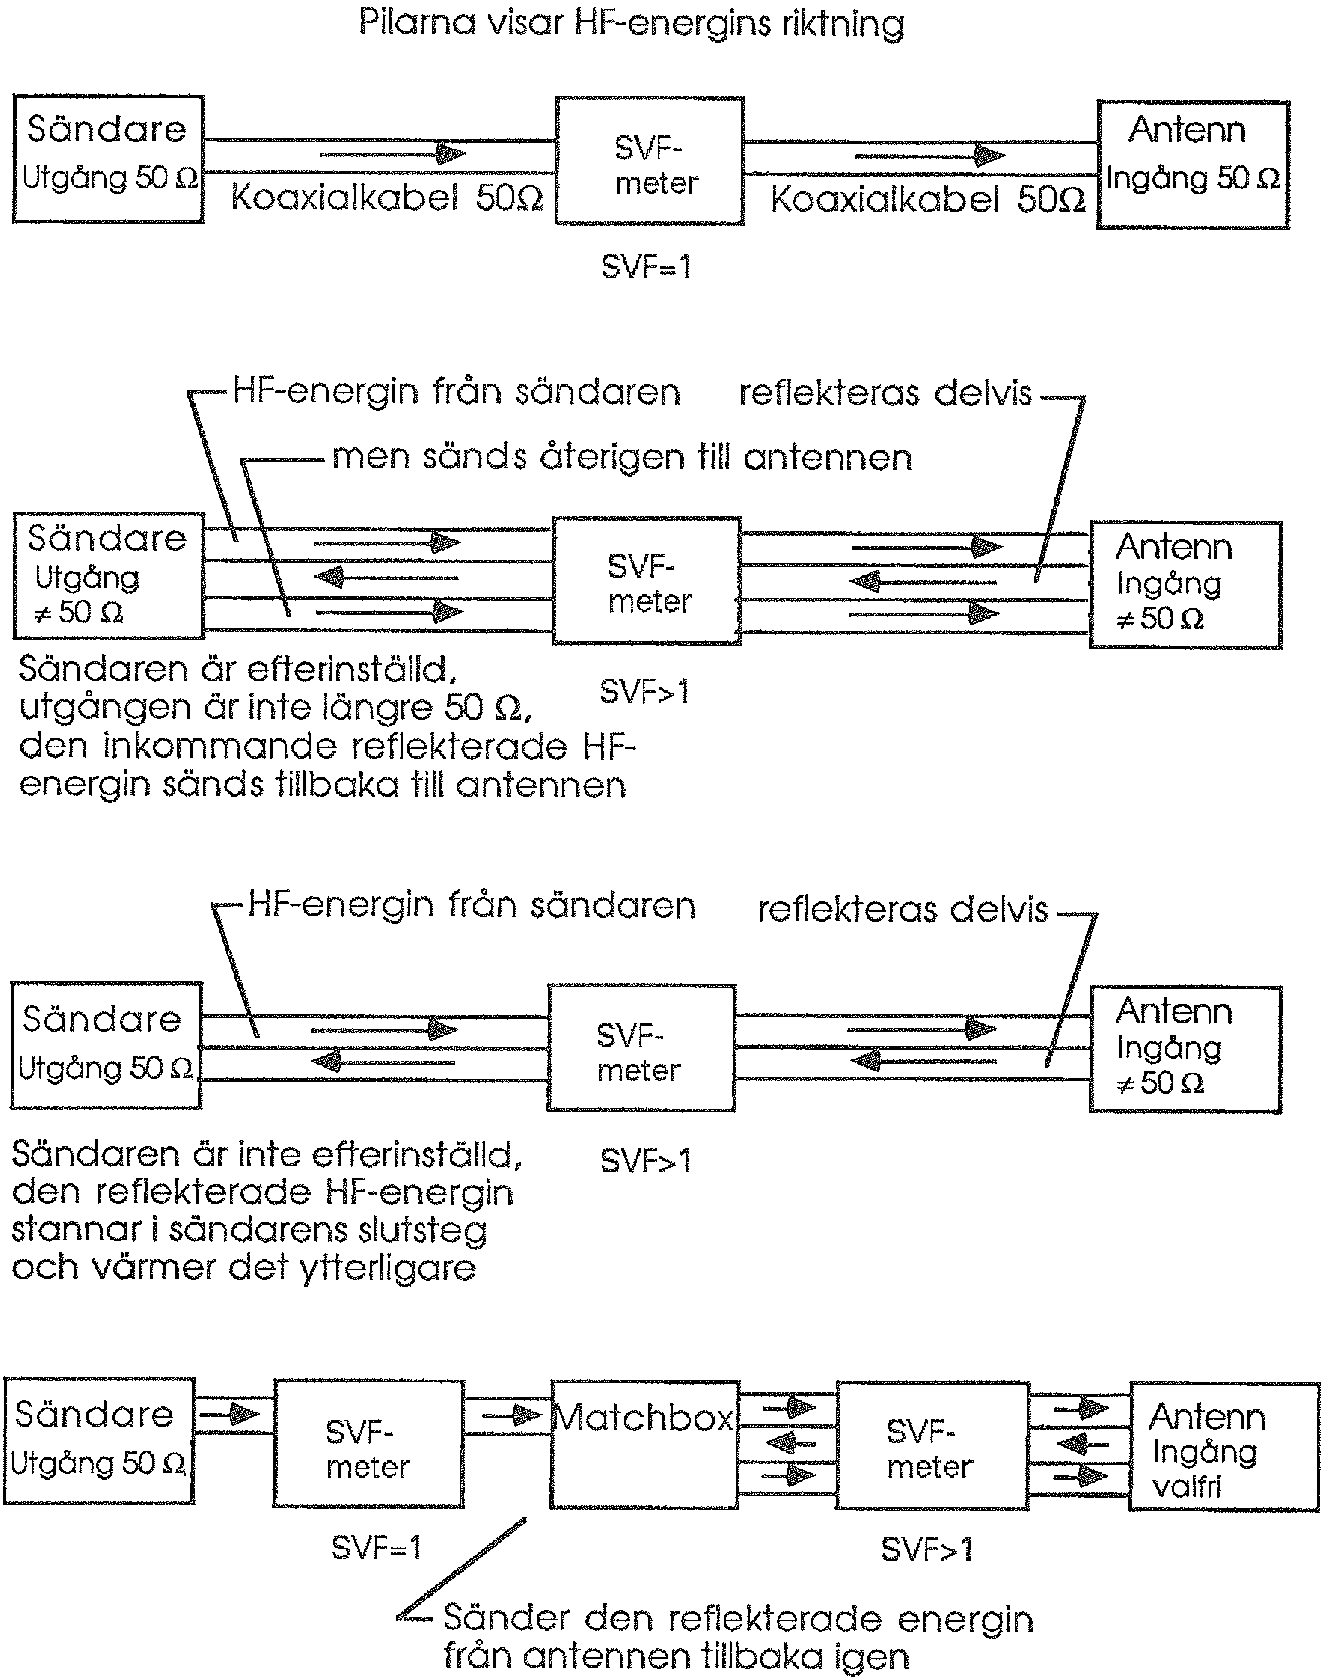 Pilarna visar HF-energins riktning
Sändare
Utgång 50 Ω
Koaxialkabel 50Ω
SVF-
meter
SVF=1
Koaxialkabel 50Ω
Antenn
Ingång 50 Ω
HF-energin från sändaren
reflekteras delvis
men sänds återigen till antennen
Sändare
Utgång
≠ 50 Ω
SVF-
meter
SVF>1
Antenn
Ingång
≠ 50 Ω
Sändaren är efterinställd,
utgången är inte längre 50 Ω,
den inkommande reflekterade HF-
energin sänds tillbaka till antennen
HF-energin från sändaren
reflekteras delvis
Sändare
Utgång 50 Ω
SVF-
meter
SVF>1
Antenn
Ingång
≠ 50 Ω
Sändaren är inte efterinställd,
den reflekterade HF-energin
stannar i sändarens slutsteg
och värmer det ytterligare
Sändare
Utgång 50 Ω
SVF-
meter
SVF=1
Matchbox
SVF-
meter
SVF>1
Antenn
Ingång
valfri
Sänder den reflekterade energin
från antennen tillbaka igen